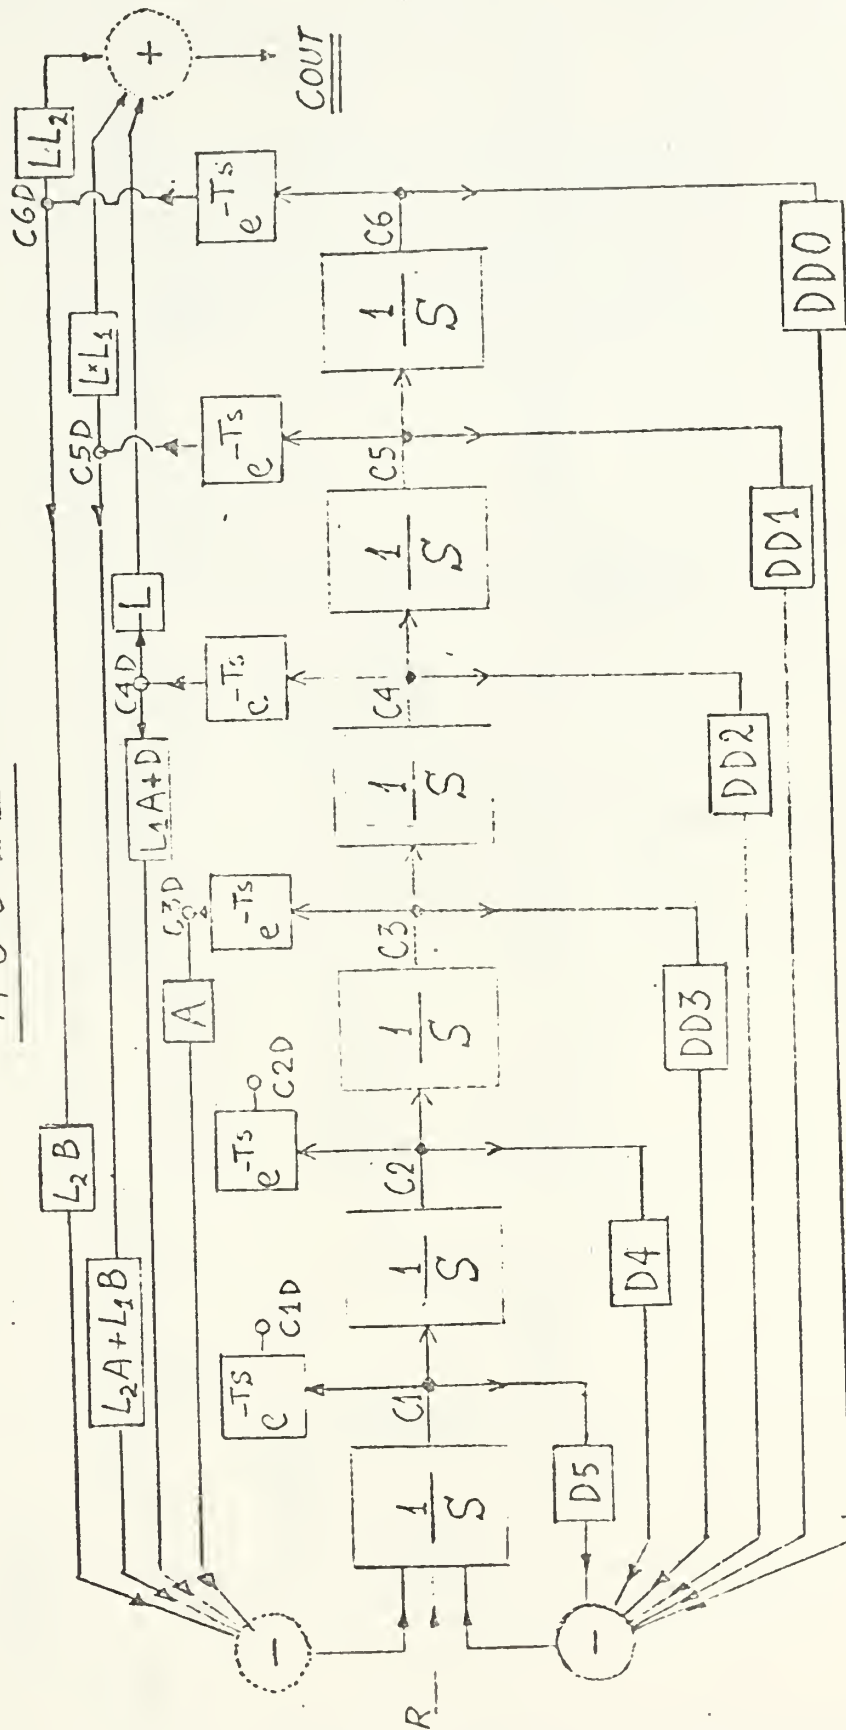 C6D
L·L₂
+
COUT
C5D
L*L₁
C4D
L
L₂B
L₂A+L₁B
L₁A+D
A
C3D
e^-Ts
C2D
e^-Ts
C1D
e^-TS
e^-Ts
e^-Ts
e^-Ts
R
1/S
C1
1/S
C2
1/S
C3
1/S
C4
1/S
C5
1/S
C6
-
-
D5
D4
DD3
DD2
DD1
DD0